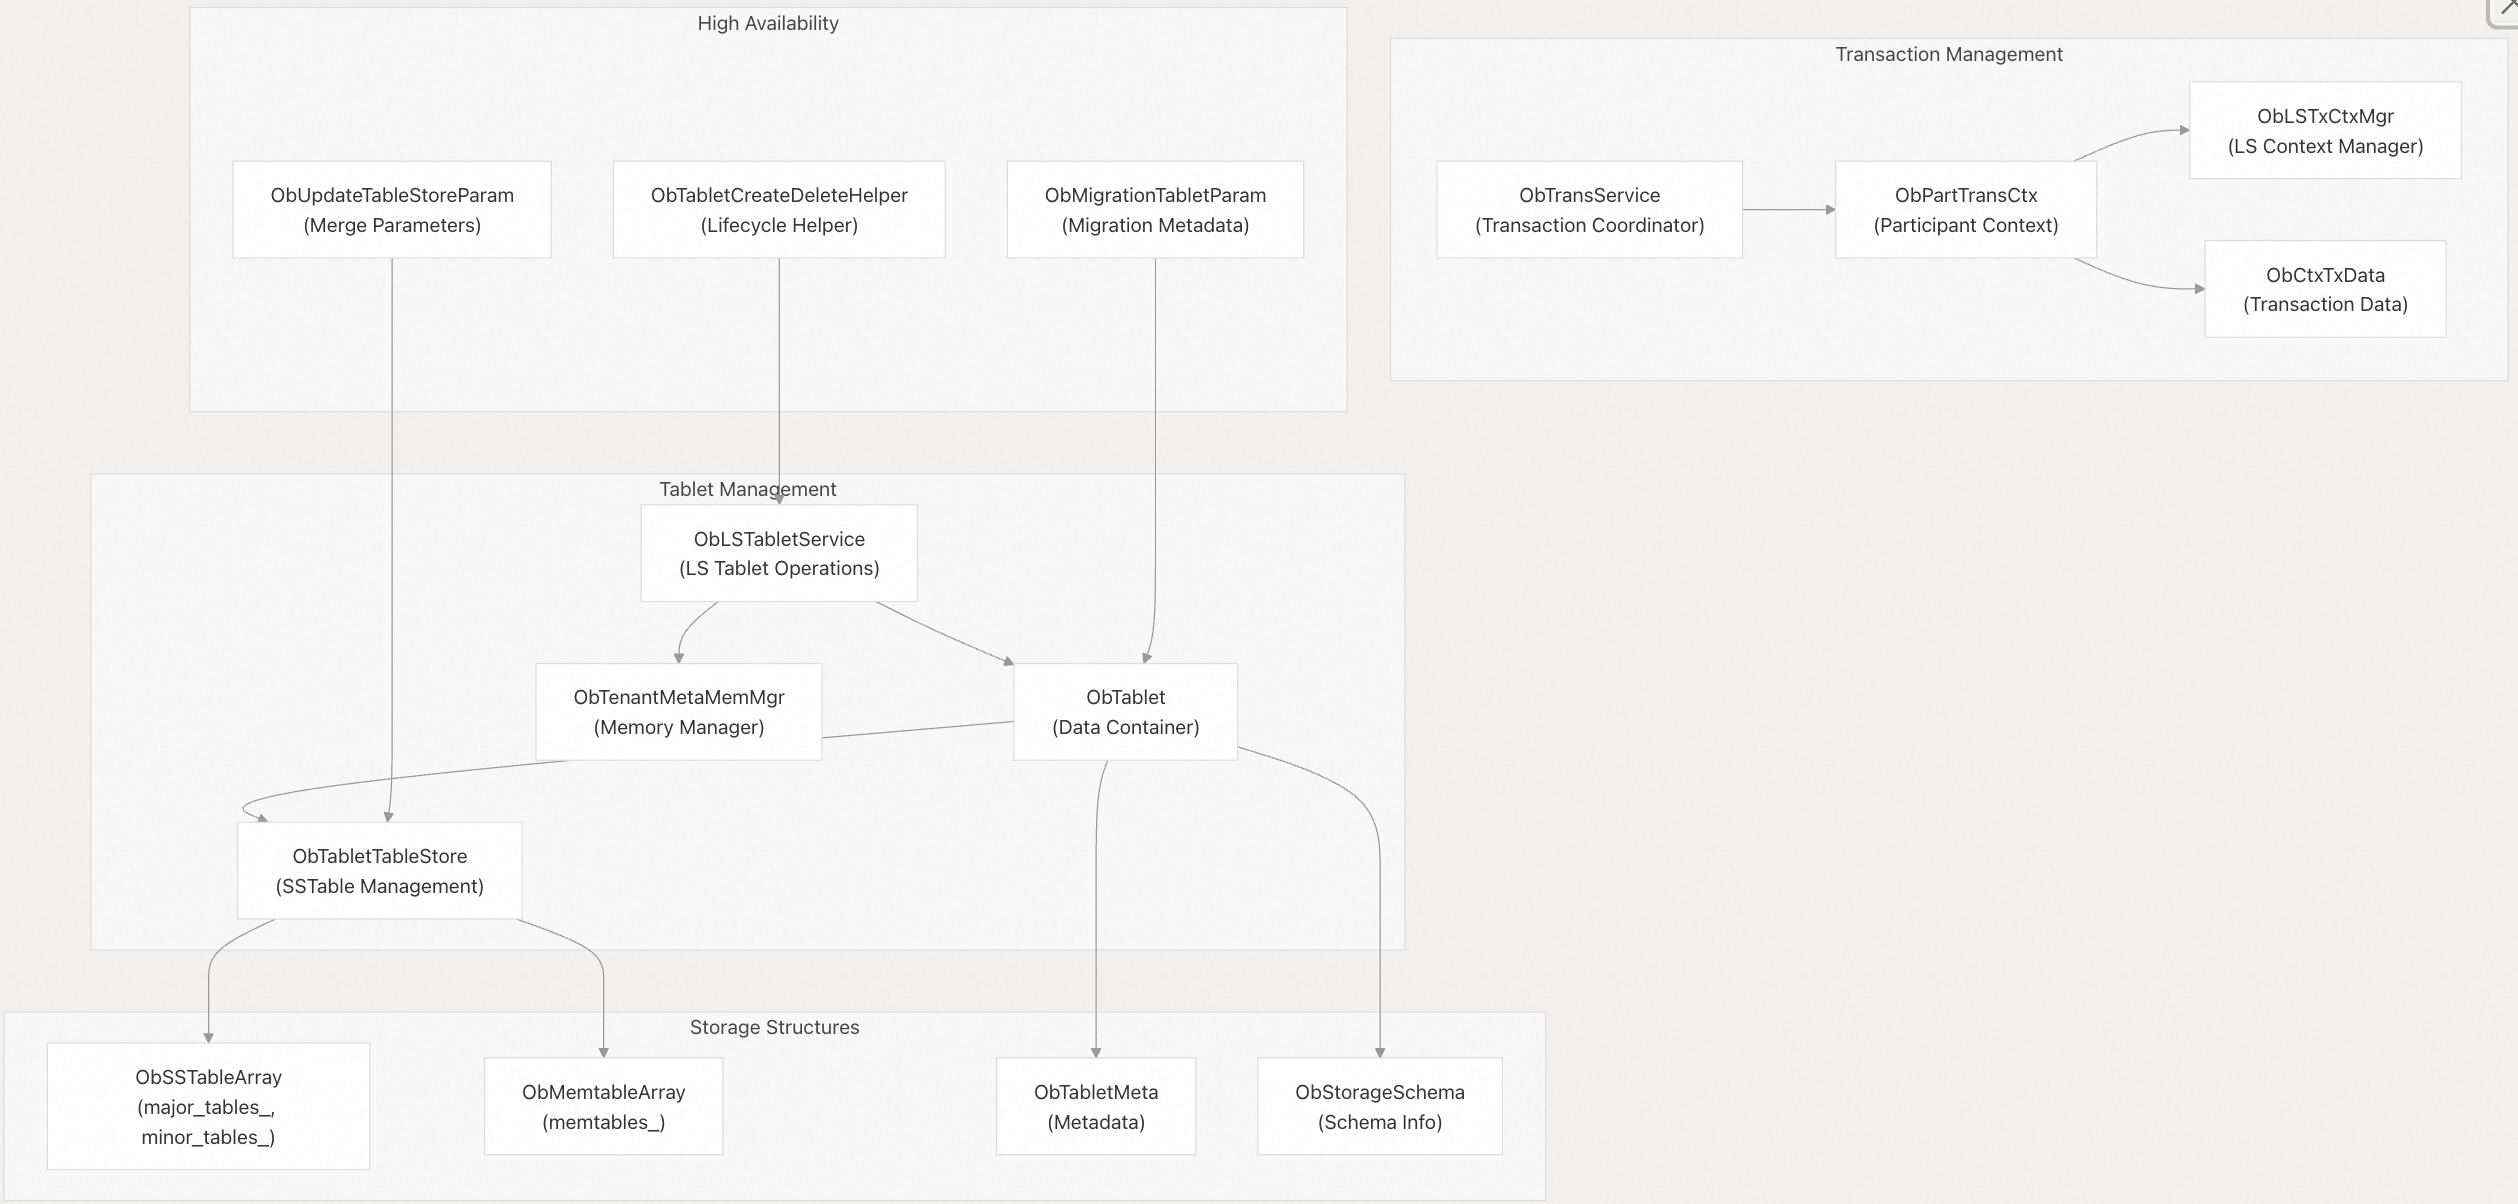 High Availability
ObUpdateTableStoreParam
(Merge Parameters)
ObTabletCreateDeleteHelper
(Lifecycle Helper)
ObMigrationTabletParam
(Migration Metadata)
Transaction Management
ObTransService
(Transaction Coordinator)
ObPartTransCtx
(Participant Context)
ObLSTxCtxMgr
(LS Context Manager)
ObCtxTxData
(Transaction Data)
Tablet Management
ObLSTabletService
(LS Tablet Operations)
ObTenantMetaMemMgr
(Memory Manager)
ObTablet
(Data Container)
ObTabletTableStore
(SSTable Management)
Storage Structures
ObSSTableArray
(major_tables_,
minor_tables_)
ObMemtableArray
(memtables_)
ObTabletMeta
(Metadata)
ObStorageSchema
(Schema Info)